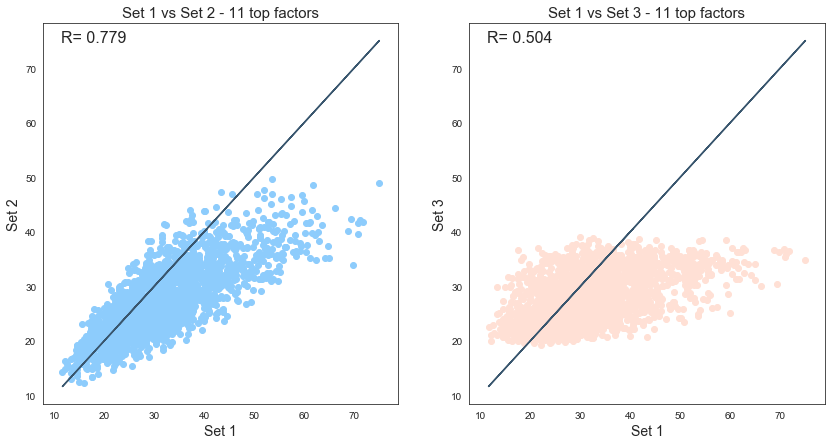 Set 1 vs Set 2 - 11 top factors
R= 0.779
70
60
50
40
30
20
10
Set 2
10 20 30 40 50 60 70
Set 1
Set 1 vs Set 3 - 11 top factors
R= 0.504
70
60
50
40
30
20
10
Set 3
10 20 30 40 50 60 70
Set 1